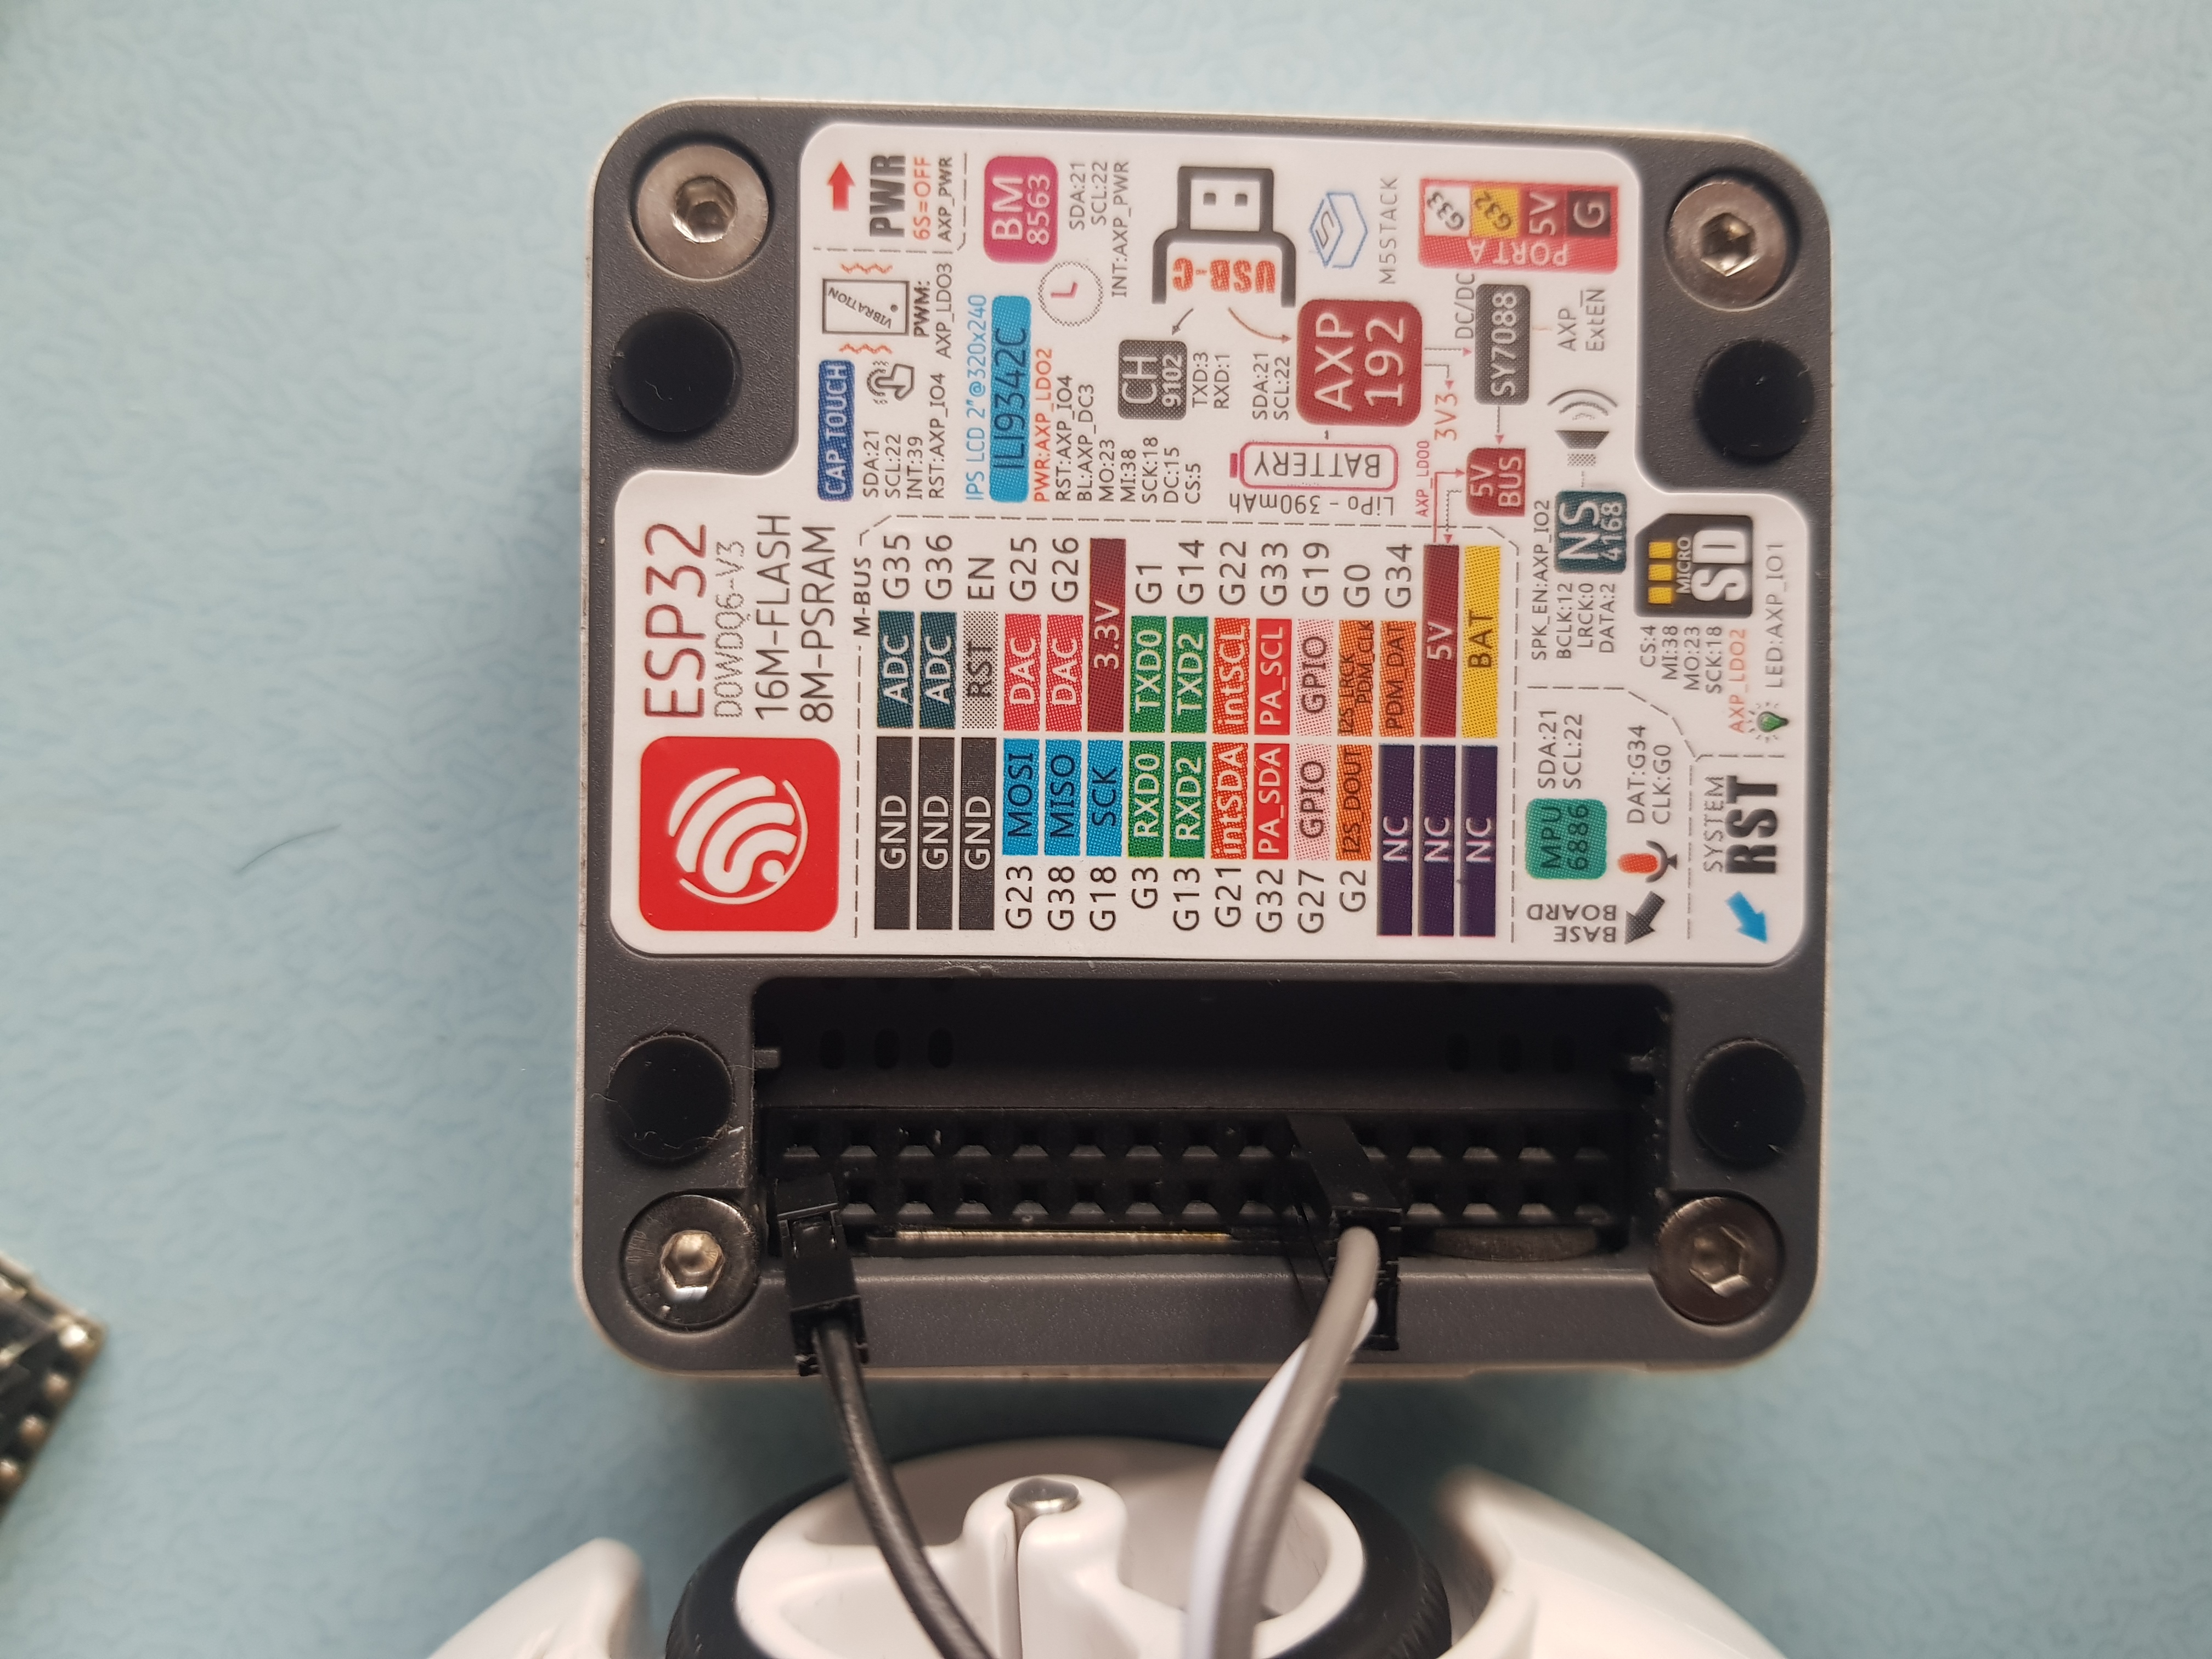 ESP32
D0WDQ6-V3
16M-FLASH
8M-PSRAM
M-BUS
GND ADC G35
GND ADC G36
GND RST EN
G23 MOSI DAC G25
G38 MISO DAC G26
G18 SCK 3.3V
G3 RXD0 TXD0 G1
G13 RXD2 TXD2 G14
G21 intSDA intSCL G22
G32 PA_SDA PA_SCL G33
G27 GPIO GPIO G19
G2 I2S_DOUT I2S_LRCK PDM_CLK G0
NC PDM_DAT G34
NC 5V
NC BAT
CAP.TOUCH
SDA:21
SCL:22
INT:39
RST:AXP_IO4
VIBRATION
PWM:
AXP_LDO3
PWR
6S=OFF
AXP_PWR
IPS LCD 2"@320x240
ILI9342C
PWR:AXP_LDO2
RST:AXP_IO4
BL:AXP_DC3
MO:23
MI:38
SCK:18
DC:15
CS:5
BM
8563
SDA:21
SCL:22
INT:AXP_PWR
CH
9102
TXD:3
RXD:1
USB-C
SDA:21
SCL:22
LiPo - 390mAh
BATTERY
AXP
192
5
M5STACK
AXP_LDO0
3V3
DC/DC
5V
BUS
SY7088
AXP_
ExtEN
PORT A
G33
G32
5V
G
BASE
BOARD
MPU
6886
SDA:21
SCL:22
DAT:G34
CLK:G0
SPK_EN:AXP_IO2
BCLK:12
LRCK:0
DATA:2
NS
4168
SYSTEM
RST
CS:4
MI:38
MO:23
SCK:18
AXP_LDO2
MICRO
SD
LED:AXP_IO1